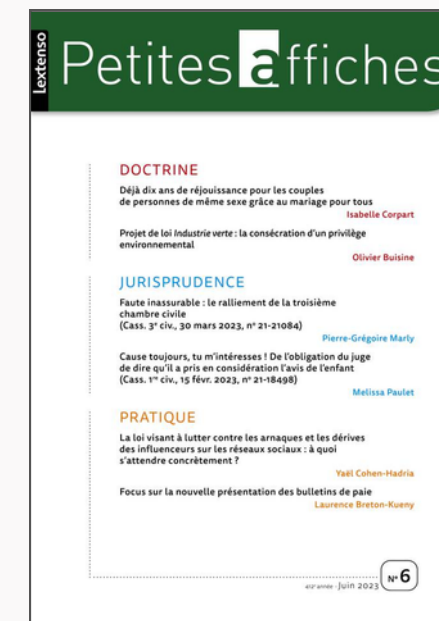 Lextenso
Petites affiches
DOCTRINE
Déjà dix ans de réjouissance pour les couples
de personnes de même sexe grâce au mariage pour tous
Isabelle Corpart
Projet de loi Industrie verte : la consécration d'un privilège
environnemental
Olivier Buisine
JURISPRUDENCE
Faute inassurable : le ralliement de la troisième
chambre civile
(Cass. 3e civ., 30 mars 2023, no 21-21084)
Pierre-Grégoire Marly
Cause toujours, tu m'intéresses ! De l'obligation du juge
de dire qu'il a pris en considération l'avis de l'enfant
(Cass. 1re civ., 15 févr. 2023, no 21-18498)
Melissa Paulet
PRATIQUE
La loi visant à lutter contre les arnaques et les dérives
des influenceurs sur les réseaux sociaux : à quoi
s'attendre concrètement ?
Yaël Cohen-Hadria
Focus sur la nouvelle présentation des bulletins de paie
Laurence Breton-Kueny
412e année - Juin 2023 No 6